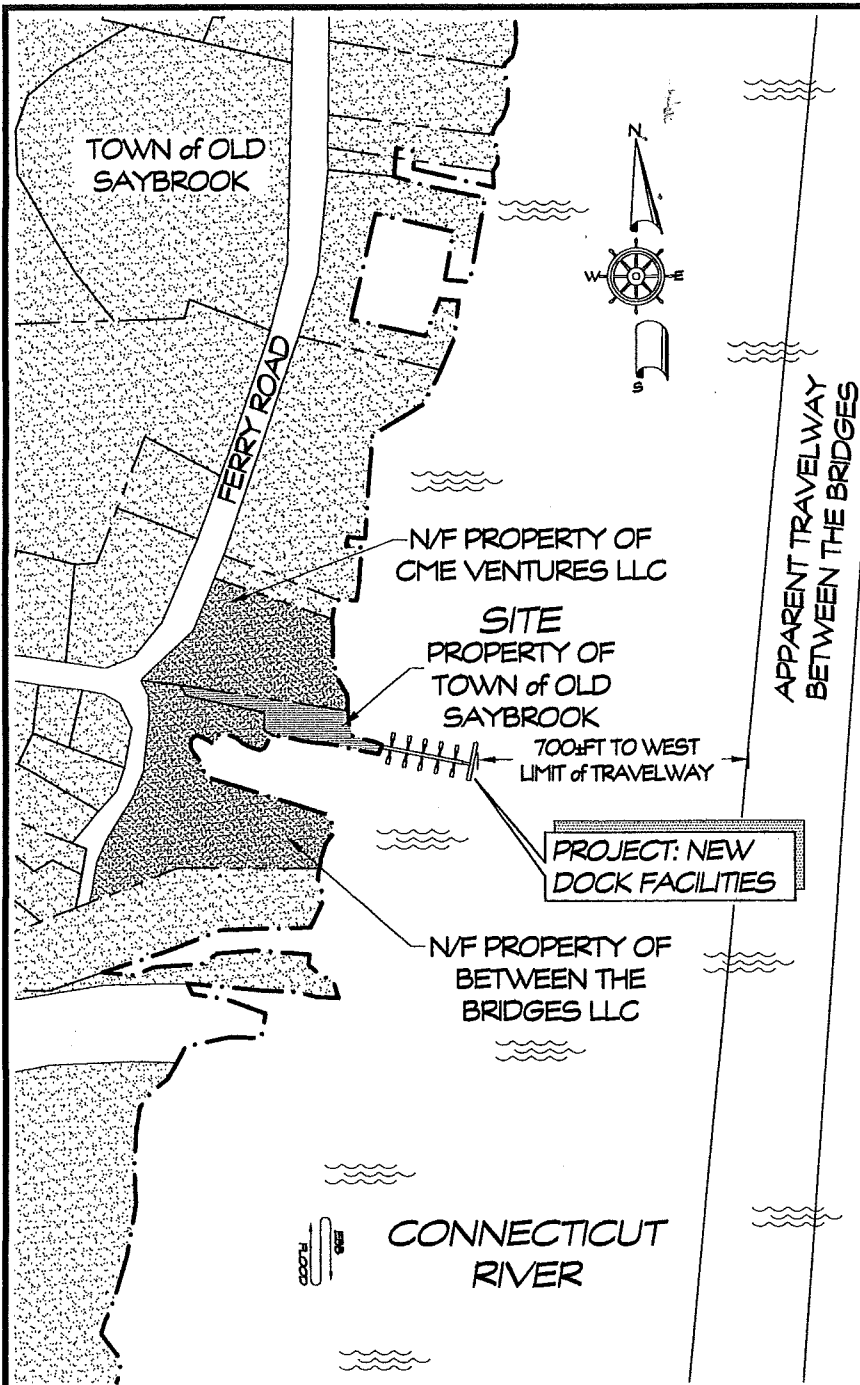 TOWN of OLD
SAYBROOK
N
W
E
S
FERRY ROAD
APPARENT TRAVELWAY
BETWEEN THE BRIDGES
N/F PROPERTY OF
CME VENTURES LLC
SITE
PROPERTY OF
TOWN of OLD
SAYBROOK
700±FT TO WEST
LIMIT of TRAVELWAY
PROJECT: NEW
DOCK FACILITIES
N/F PROPERTY OF
BETWEEN THE
BRIDGES LLC
EBB
FLOOD
CONNECTICUT
RIVER